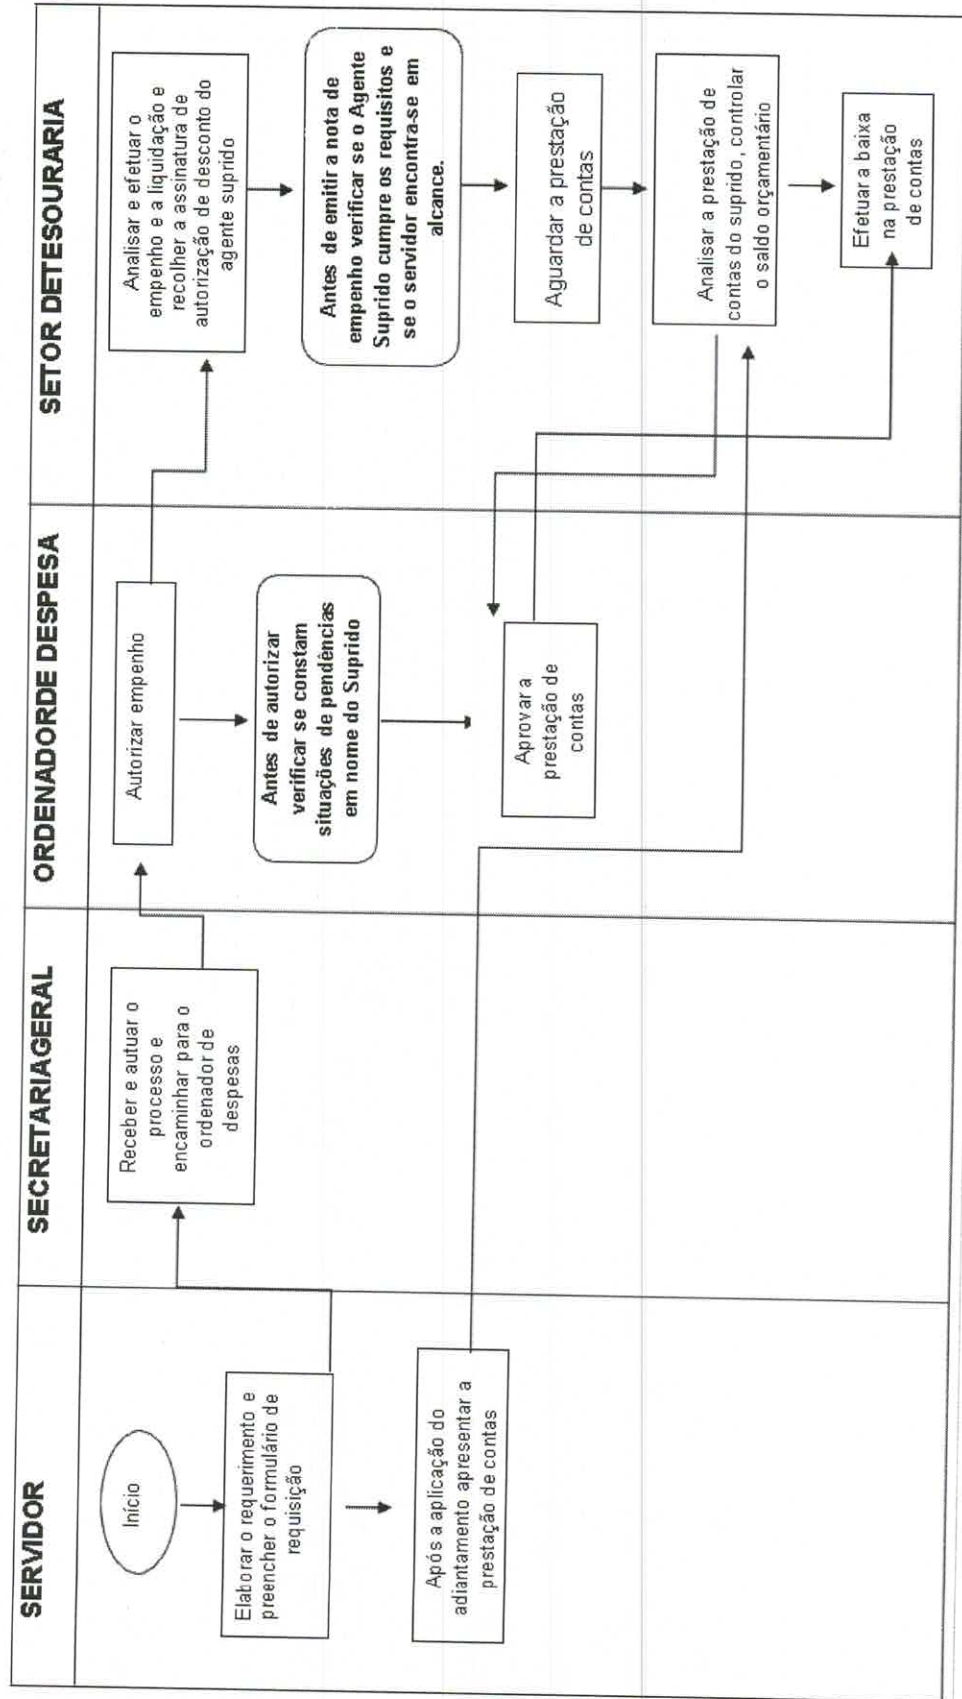 SERVIDOR
Início
Elaborar o requerimento e
preencher o formulário de
requisição
Após a aplicação do
adiantamento apresentar a
prestação de contas
SECRETARIAGERAL
Receber e autuar o
processo e
encaminhar para o
ordenador de
despesas
ORDENADORDE DESPESA
Autorizar empenho
Antes de autorizar
verificar se constam
situações de pendências
em nome do Suprido
Aprovar a
prestação de
contas
SETOR DETESOURARIA
Analisar e efetuar o
empenho e a liquidação e
recolher a assinatura de
autorização de desconto do
agente suprido
Antes de emitir a nota de
empenho verificar se o Agente
Suprido cumpre os requisitos e
se o servidor encontra-se em
alcance.
Aguardar a prestação
de contas
Analisar a prestação de
contas do suprido, controlar
o saldo orçamentário
Efetuar a baixa
na prestação
de contas